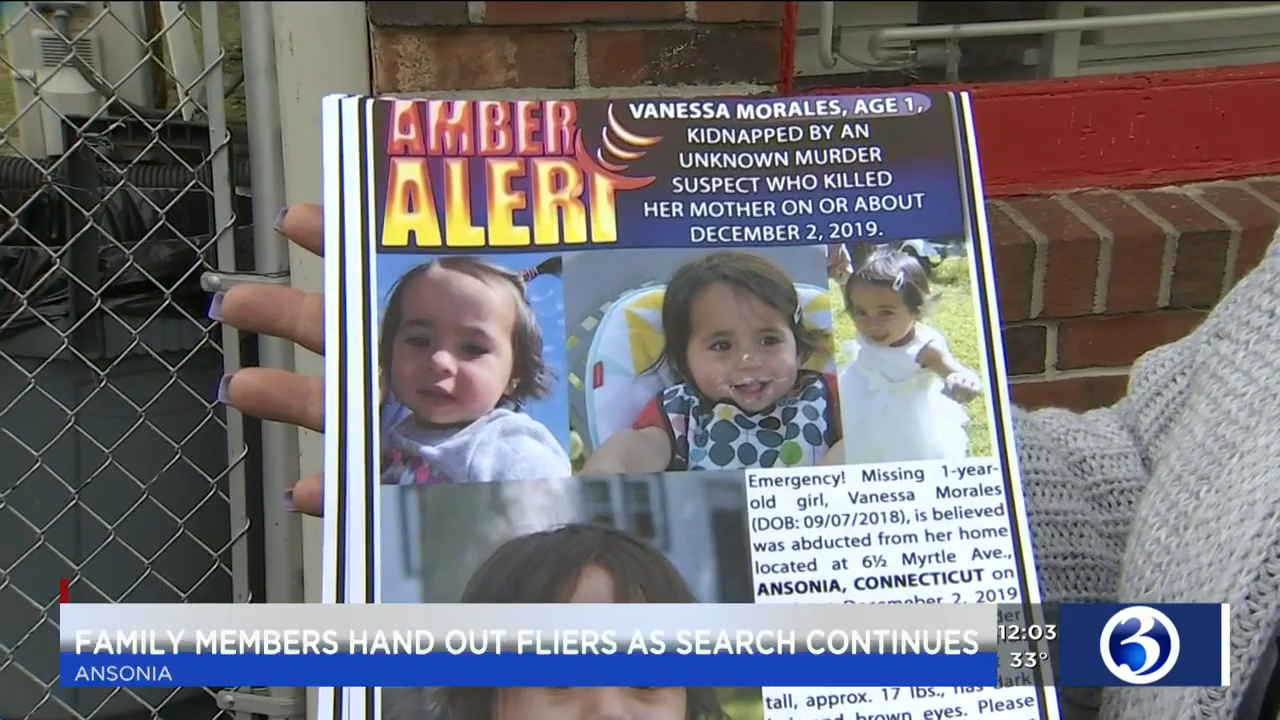 AMBER
ALERT
VANESSA MORALES, AGE 1,
KIDNAPPED BY AN
UNKNOWN MURDER
SUSPECT WHO KILLED
HER MOTHER ON OR ABOUT
DECEMBER 2, 2019.
Emergency! Missing 1-year-
old girl, Vanessa Morales
(DOB: 09/07/2018), is believed
was abducted from her home
located at 6½ Myrtle Ave.,
ANSONIA, CONNECTICUT on
December 2, 2019
tall, approx. 17 lbs., has dark
and brown eyes. Please
FAMILY MEMBERS HAND OUT FLIERS AS SEARCH CONTINUES
ANSONIA
12:03
33°
3